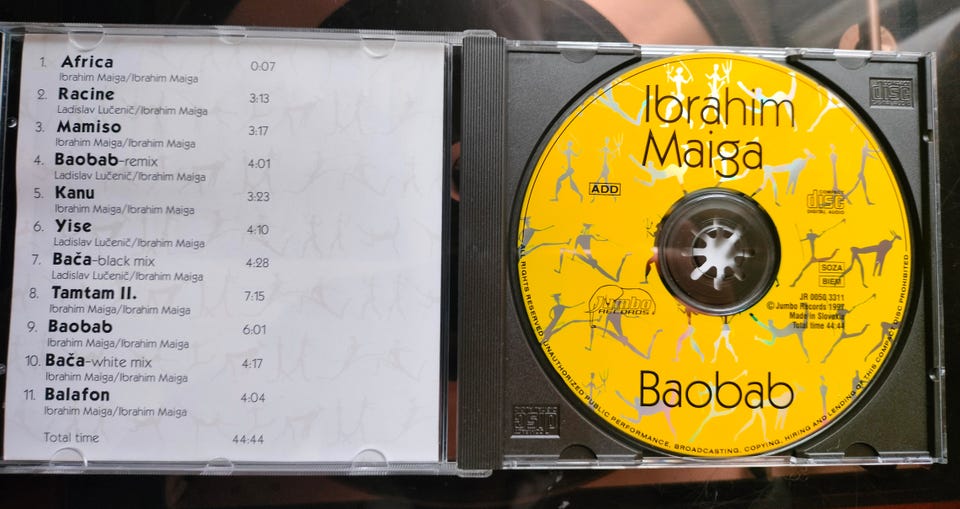 1. Africa 0:07
Ibrahim Maiga/Ibrahim Maiga
2. Racine 3:13
Ladislav Lučenič/Ibrahim Maiga
3. Mamiso 3:17
Ibrahim Maiga/Ibrahim Maiga
4. Baobab-remix 4:01
Ladislav Lučenič/Ibrahim Maiga
5. Kanu 3:23
Ibrahim Maiga/Ibrahim Maiga
6. Yise 4:10
Ladislav Lučenič/Ibrahim Maiga
7. Bača-black mix 4:28
Ladislav Lučenič/Ibrahim Maiga
8. Tamtam II. 7:15
Ibrahim Maiga/Ibrahim Maiga
9. Baobab 6:01
Ibrahim Maiga/Ibrahim Maiga
10. Bača-white mix 4:17
Ibrahim Maiga/Ibrahim Maiga
11. Balafon 4:04
Ibrahim Maiga/Ibrahim Maiga
Total time 44:44
Ibrahim
Maiga
ADD
COMPACT
disc
DIGITAL AUDIO
SOZA
BIEM
Jumbo
RECORDS
JR 0050 3311
© Jumbo Records 1997
Made in Slovakia
Total time 44:44
Baobab
ALL RIGHTS RESERVED. UNAUTHORIZED PUBLIC PERFORMANCE, BROADCASTING, COPYING, HIRING AND LENDING OF THIS COMPACT DISC PROHIBITED
disc